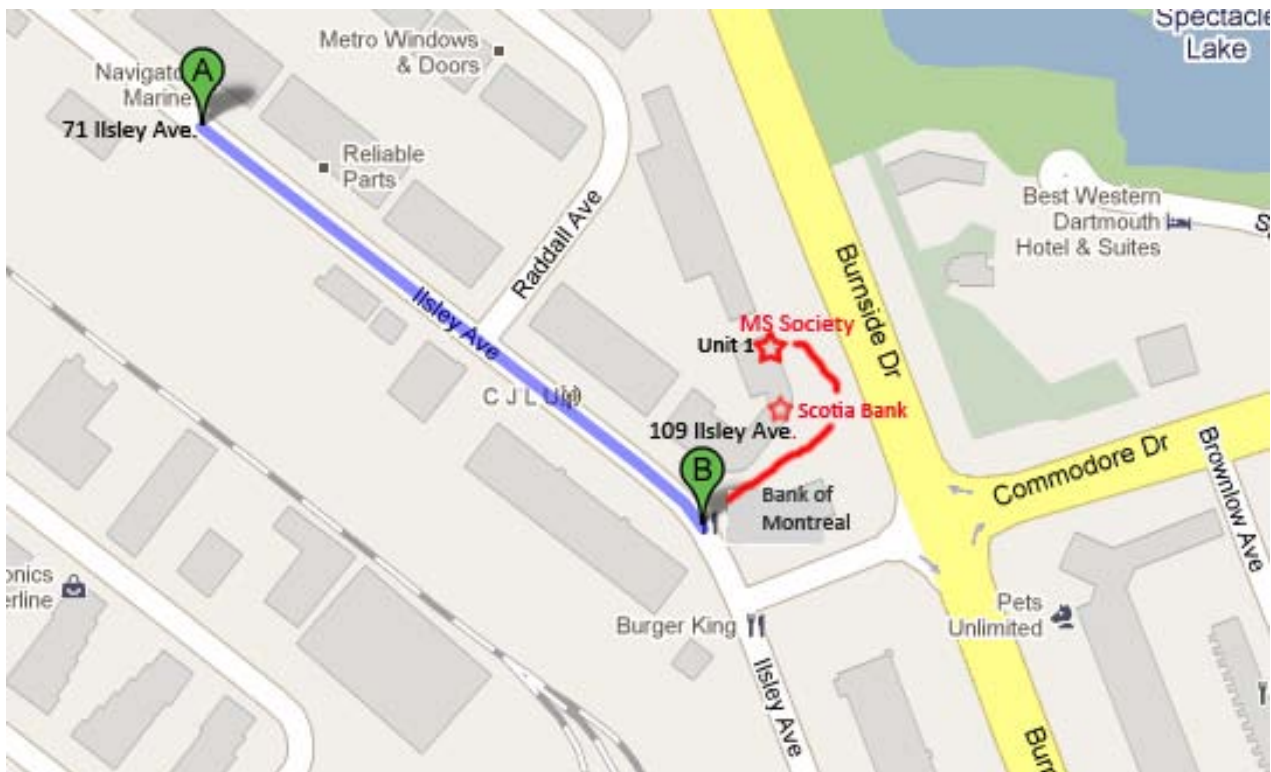 Spectacle
Lake
Metro Windows
& Doors
Navigato
Marine
A
71 Ilsley Ave.
Reliable
Parts
Raddall Ave
Best Western
Dartmouth
Hotel & Suites
Sp
Burnside Dr
Ilsley Ave
MS Society
Unit 1
C J L U
Scotia Bank
109 Ilsley Ave.
B
Bank of
Montreal
Commodore Dr
Brownlow Ave
onics
erline
Burger King
Pets
Unlimited
Ilsley Ave
Burn